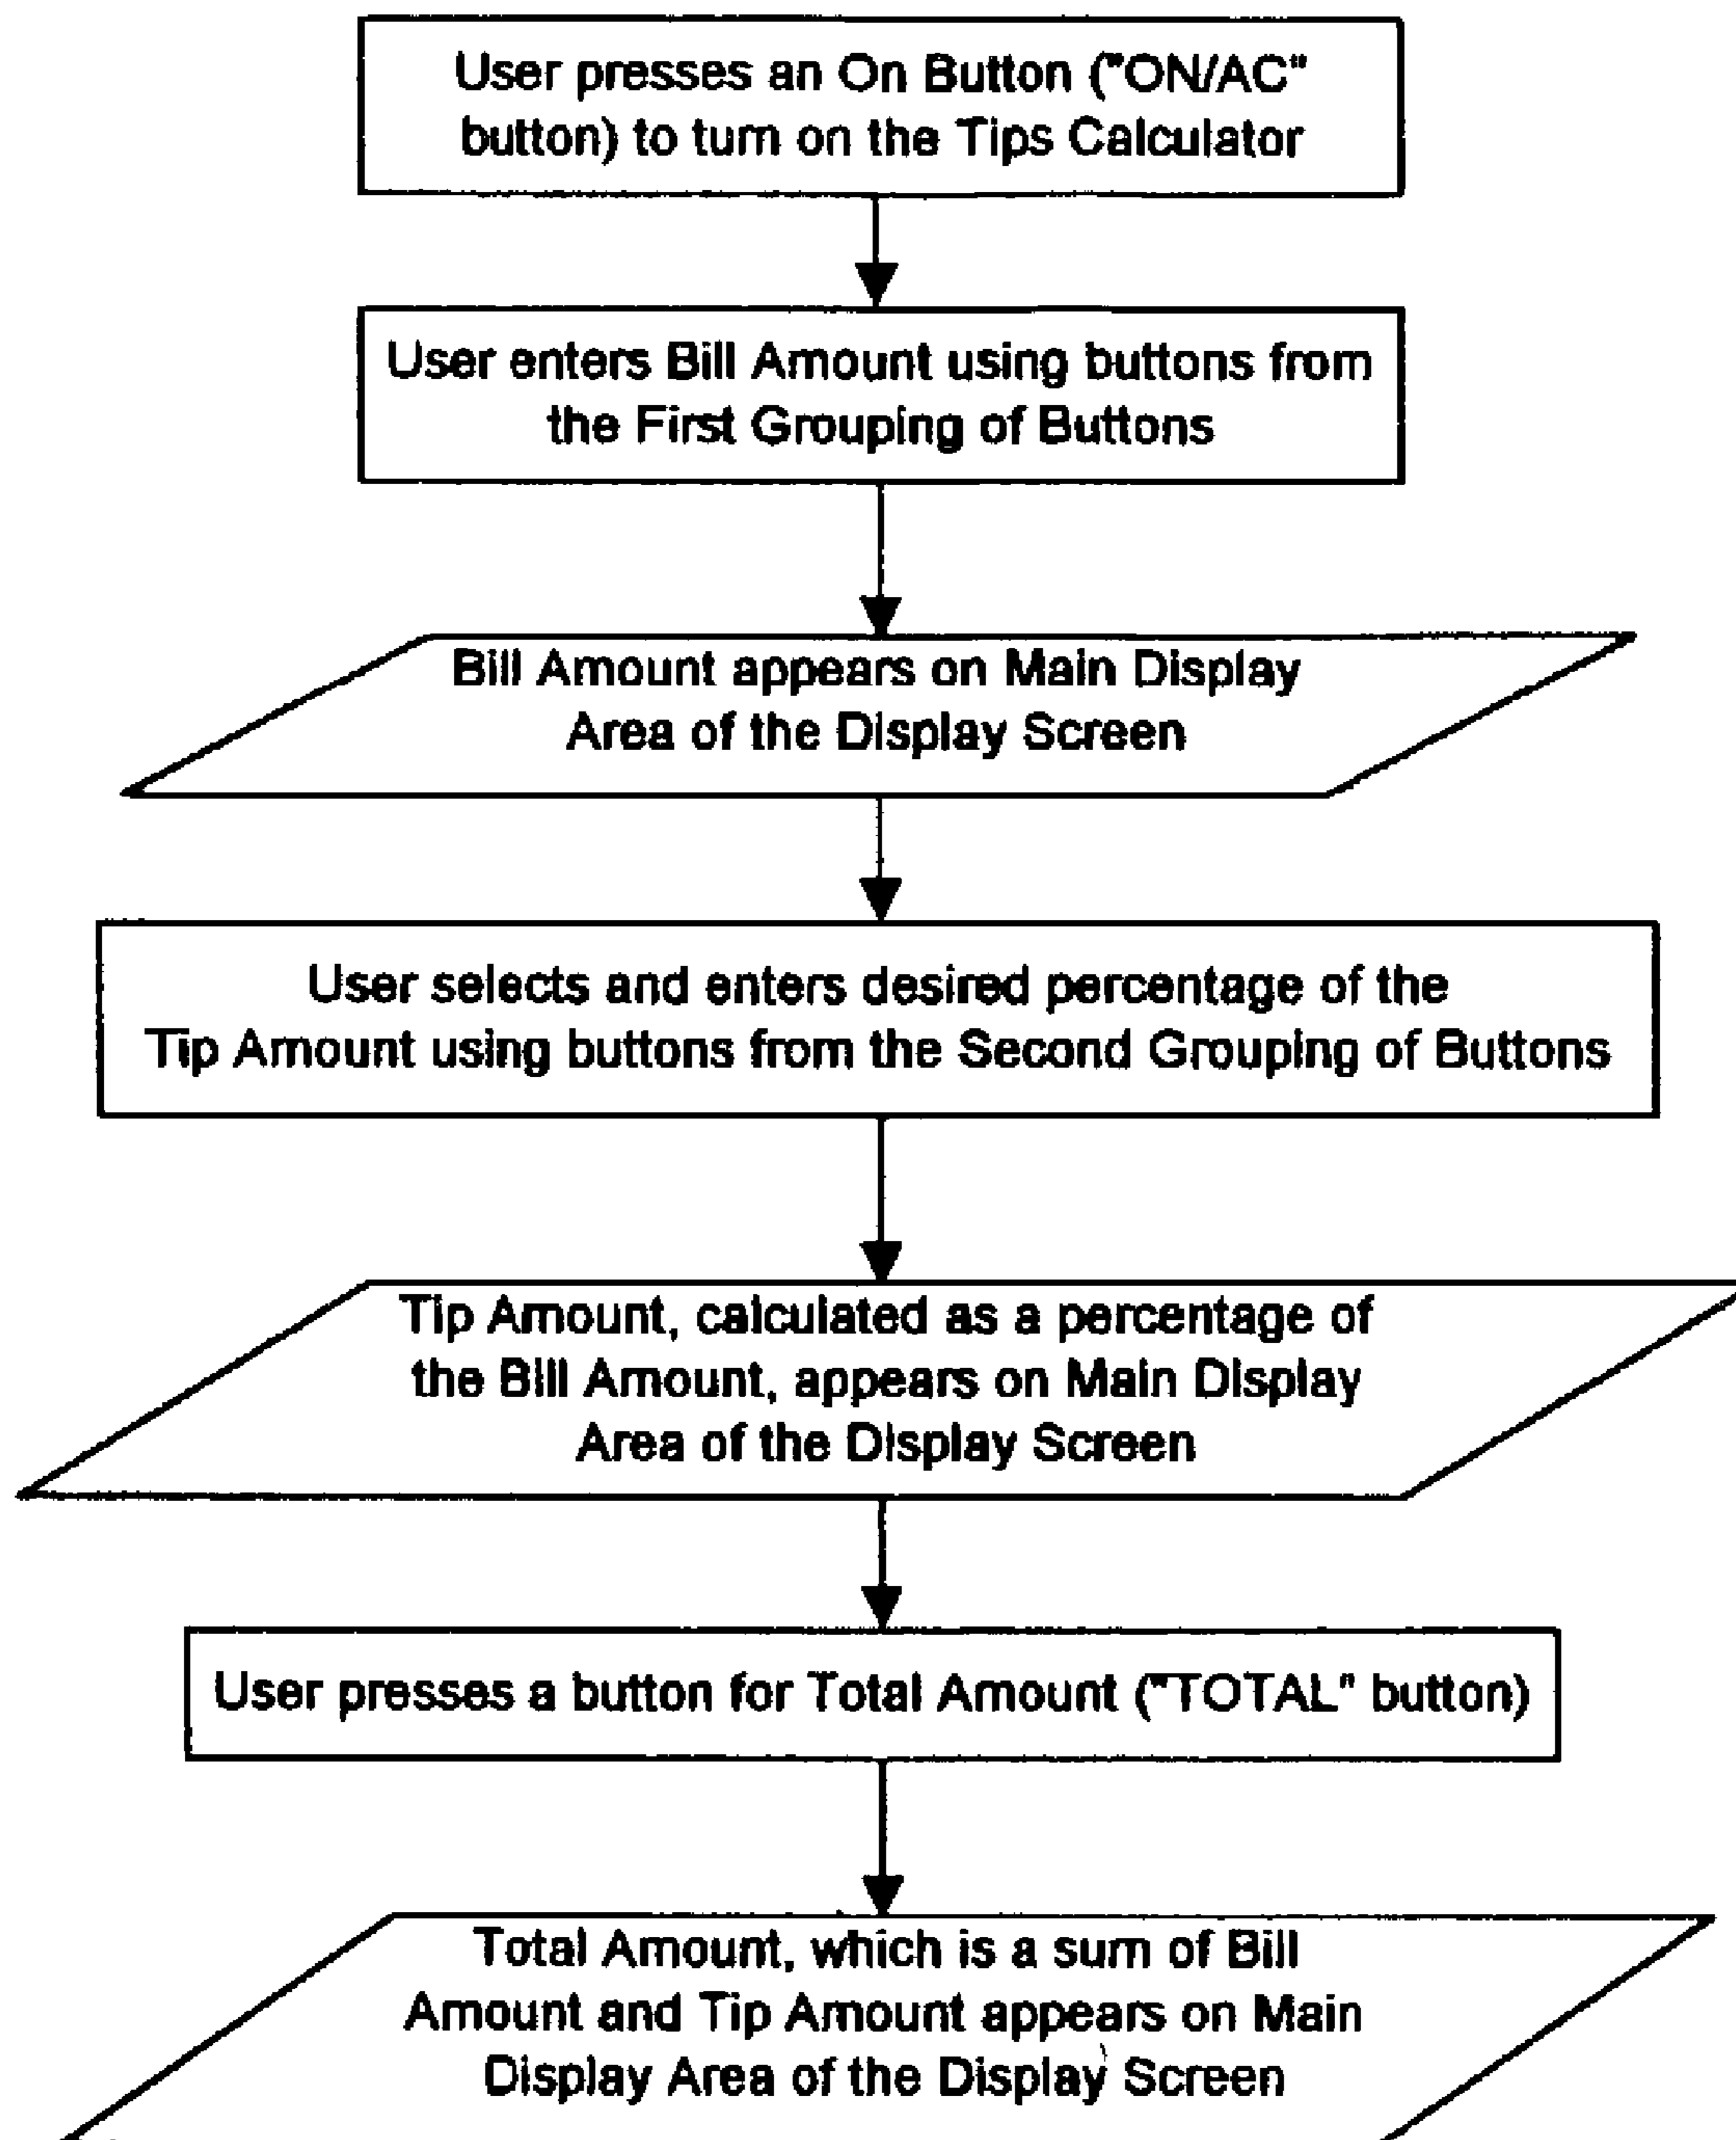 User presses an On Button ("ON/AC"
button) to turn on the Tips Calculator
User enters Bill Amount using buttons from
the First Grouping of Buttons
Bill Amount appears on Main Display
Area of the Display Screen
User selects and enters desired percentage of the
Tip Amount using buttons from the Second Grouping of Buttons
Tip Amount, calculated as a percentage of
the Bill Amount, appears on Main Display
Area of the Display Screen
User presses a button for Total Amount ("TOTAL" button)
Total Amount, which is a sum of Bill
Amount and Tip Amount appears on Main
Display Area of the Display Screen